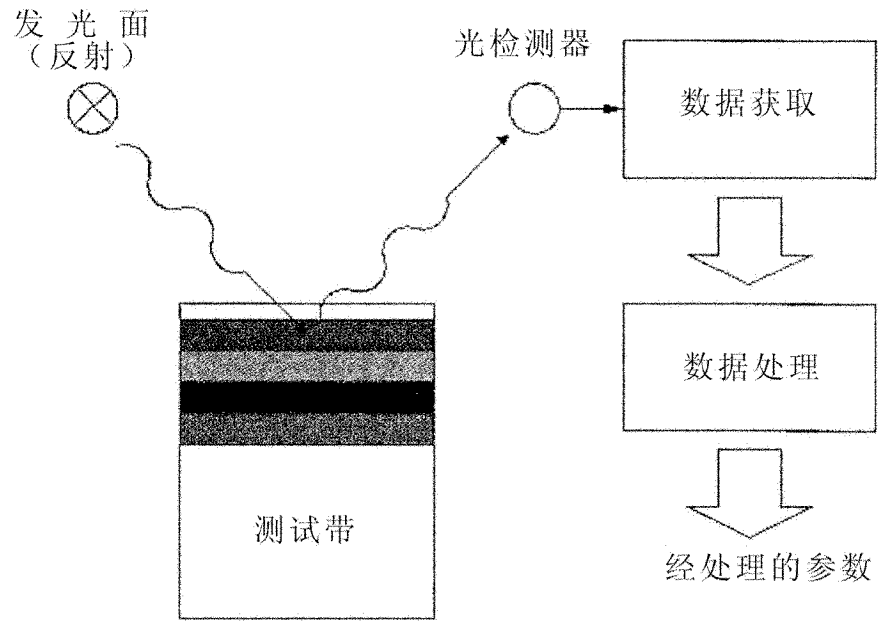 发光面
（反射）
光检测器
数据获取
数据处理
测试带
经处理的参数